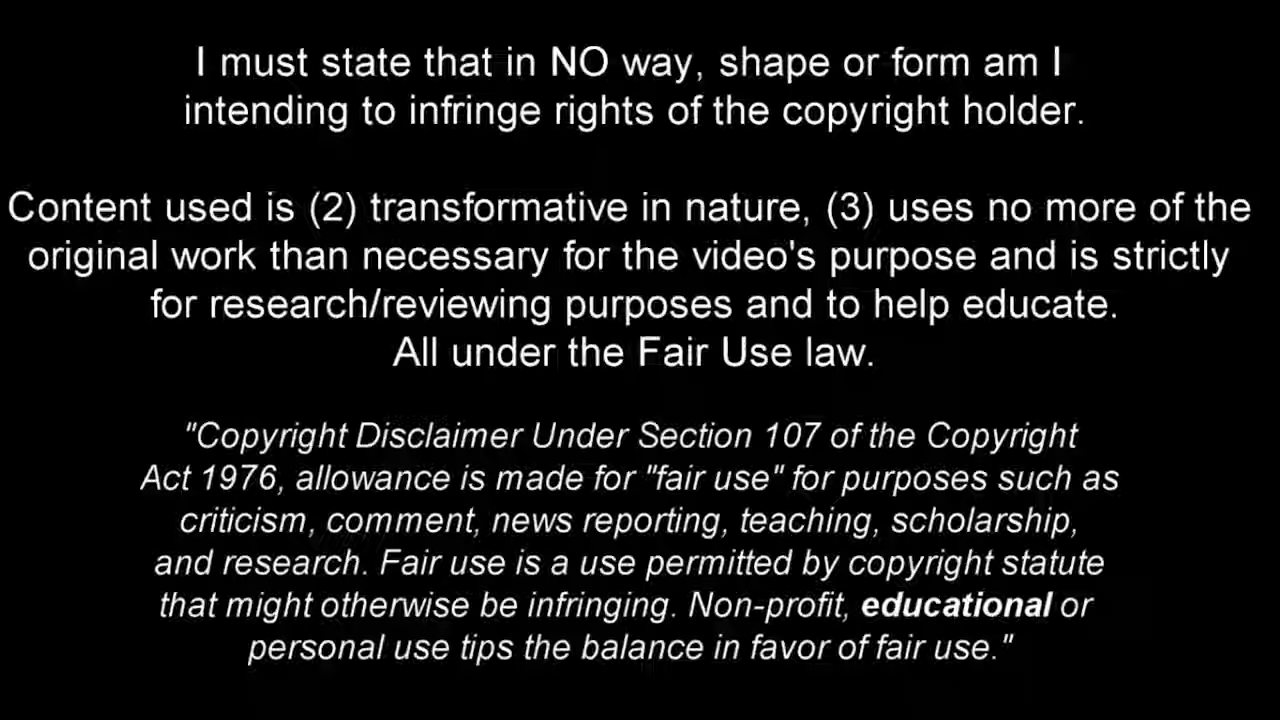 I must state that in NO way, shape or form am I
intending to infringe rights of the copyright holder.
Content used is (2) transformative in nature, (3) uses no more of the
original work than necessary for the video's purpose and is strictly
for research/reviewing purposes and to help educate.
All under the Fair Use law.
"Copyright Disclaimer Under Section 107 of the Copyright
Act 1976, allowance is made for "fair use" for purposes such as
criticism, comment, news reporting, teaching, scholarship,
and research. Fair use is a use permitted by copyright statute
that might otherwise be infringing. Non-profit, educational or
personal use tips the balance in favor of fair use."